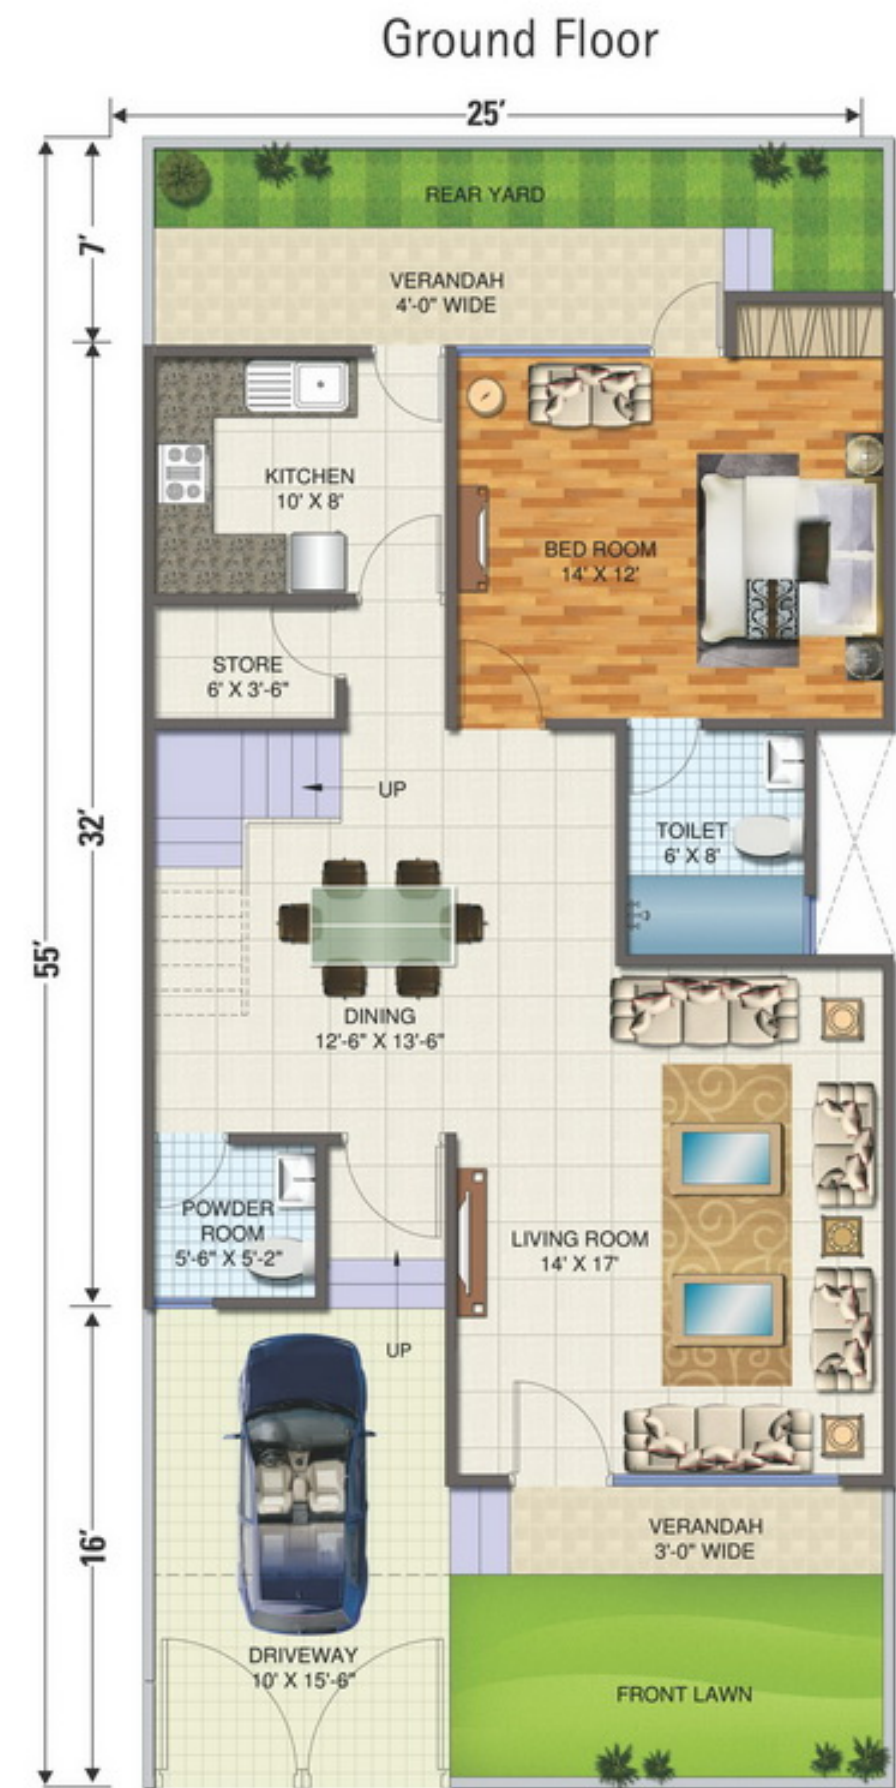 Ground Floor
25'
REAR YARD
7'
VERANDAH
4'-0" WIDE
KITCHEN
10' X 8'
BED ROOM
14' X 12'
STORE
6' X 3'-6"
UP
32'
TOILET
6' X 8'
55'
DINING
12'-6" X 13'-6"
POWDER
ROOM
5'-6" X 5'-2"
LIVING ROOM
14' X 17'
UP
16'
VERANDAH
3'-0" WIDE
DRIVEWAY
10' X 15'-6"
FRONT LAWN